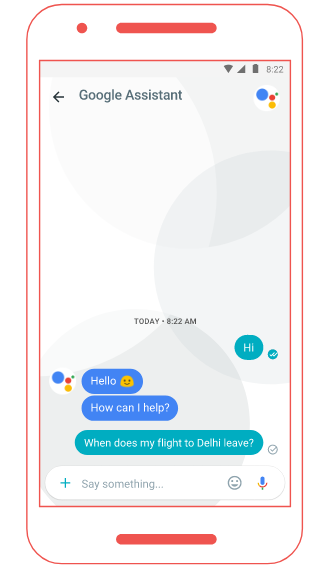 8:22
Google Assistant
TODAY • 8:22 AM
Hi
Hello 😊
How can I help?
When does my flight to Delhi leave?
Say something...